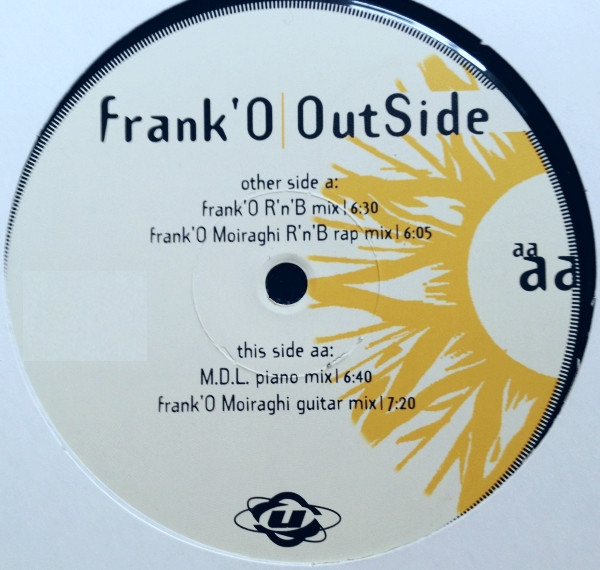 frank'O | OutSide
other side a:
frank'O R'n'B mix | 6:30
frank'O Moiraghi R'n'B rap mix | 6:05
aa
aa
this side aa:
M.D.L. piano mix | 6:40
frank'O Moiraghi guitar mix | 7:20
U